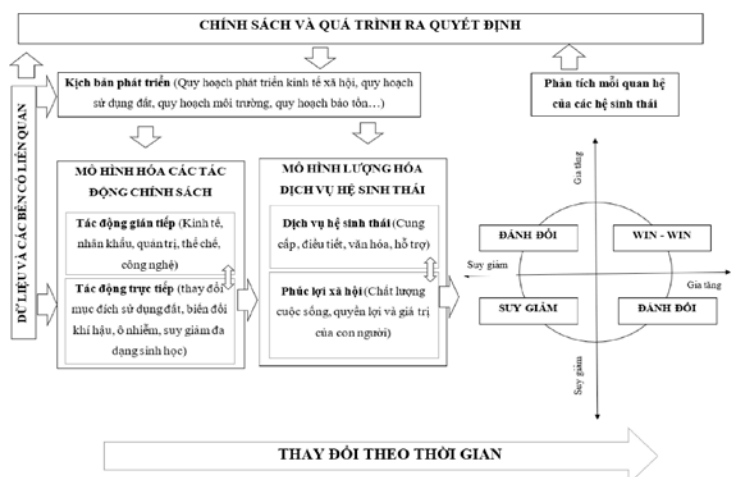 CHÍNH SÁCH VÀ QUÁ TRÌNH RA QUYẾT ĐỊNH
Kịch bản phát triển (Quy hoạch phát triển kinh tế xã hội, quy hoạch
sử dụng đất, quy hoạch môi trường, quy hoạch bảo tồn…)
Phân tích mối quan hệ
của các hệ sinh thái
DỮ LIỆU VÀ CÁC BÊN CÓ LIÊN QUAN
MÔ HÌNH HÓA CÁC TÁC
ĐỘNG CHÍNH SÁCH
Tác động gián tiếp (Kinh tế,
nhân khẩu, quản trị, thể chế,
công nghệ)
Tác động trực tiếp (thay đổi
mục đích sử dụng đất, biến đổi
khí hậu, ô nhiễm, suy giảm đa
dạng sinh học)
MÔ HÌNH LƯỢNG HÓA
DỊCH VỤ HỆ SINH THÁI
Dịch vụ hệ sinh thái (Cung
cấp, điều tiết, văn hóa, hỗ trợ)
Phúc lợi xã hội (Chất lượng
cuộc sống, quyền lợi và giá trị
của con người)
Gia tăng
ĐÁNH ĐỔI
WIN - WIN
Suy giảm
Gia tăng
SUY GIẢM
ĐÁNH ĐỔI
Suy giảm
THAY ĐỔI THEO THỜI GIAN